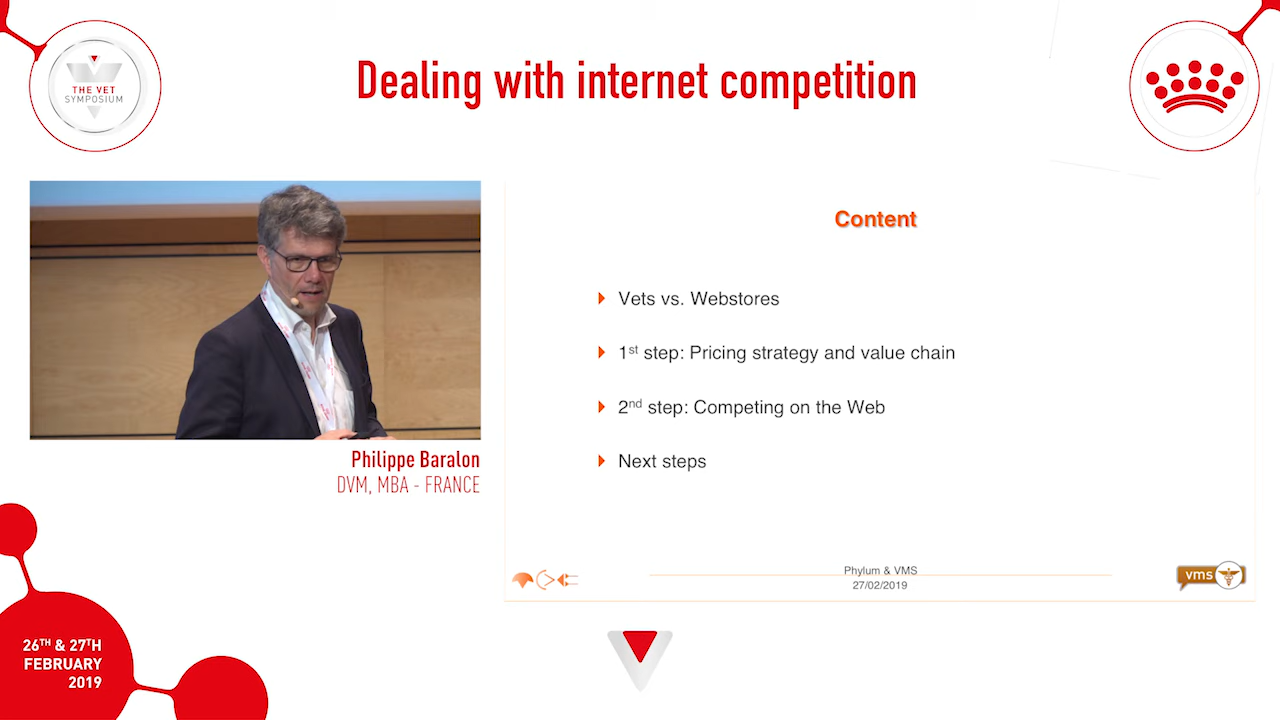 THE VET
SYMPOSIUM
Dealing with internet competition
Content
Vets vs. Webstores
1st step: Pricing strategy and value chain
2nd step: Competing on the Web
Next steps
Phylum & VMS
27/02/2019
vms
Philippe Baralon
DVM, MBA - FRANCE
26TH & 27TH
FEBRUARY
2019